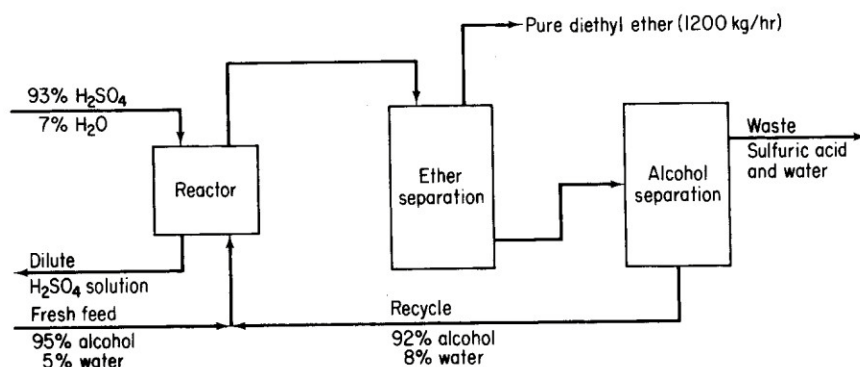 Pure diethyl ether (1200 kg/hr)
93% H₂SO₄
7% H₂O
Reactor
Ether
separation
Alcohol
separation
Waste
Sulfuric acid
and water
Dilute
H₂SO₄ solution
Fresh feed
95% alcohol
5% water
Recycle
92% alcohol
8% water